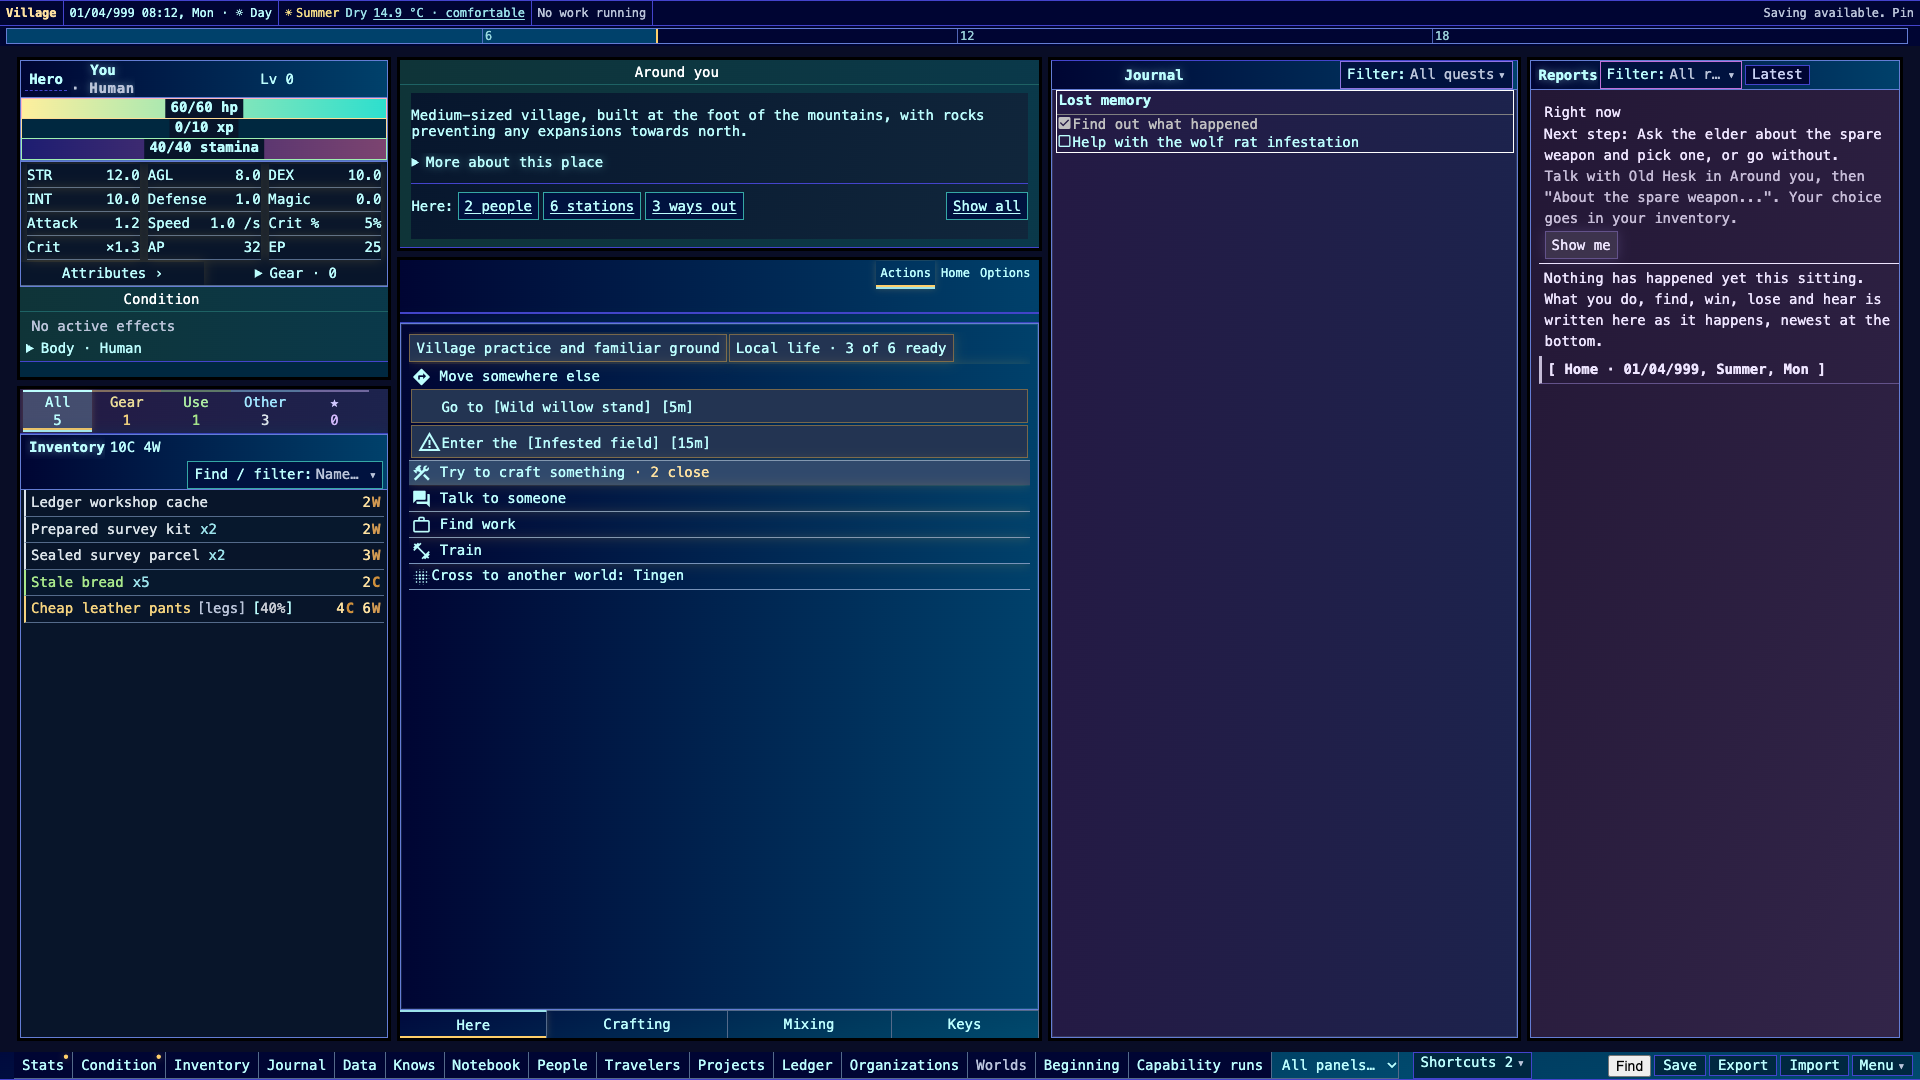 Village 01/04/999 08:12, Mon · ☀ Day ☀ Summer Dry 14.9 °C · comfortable No work running Saving available. Pin
6 12 18
Hero · You Human Lv 0
60/60 hp
0/10 xp
40/40 stamina
STR 12.0 AGL 8.0 DEX 10.0
INT 10.0 Defense 1.0 Magic 0.0
Attack 1.2 Speed 1.0 /s Crit % 5%
Crit ×1.3 AP 32 EP 25
Attributes › ▶ Gear · 0
Condition
No active effects
▶ Body · Human
All Gear Use Other ★
5 1 1 3 0
Inventory 10C 4W
Find / filter: Name… ▾
Ledger workshop cache 2W
Prepared survey kit x2 2W
Sealed survey parcel x2 3W
Stale bread x5 2C
Cheap leather pants [legs] [40%] 4C 6W
Around you
Medium-sized village, built at the foot of the mountains, with rocks
preventing any expansions towards north.
▶ More about this place
Here: 2 people 6 stations 3 ways out Show all
Actions Home Options
Village practice and familiar ground Local life · 3 of 6 ready
Move somewhere else
Go to [Wild willow stand] [5m]
Enter the [Infested field] [15m]
Try to craft something · 2 close
Talk to someone
Find work
Train
Cross to another world: Tingen
Here Crafting Mixing Keys
Journal Filter: All quests ▾
Lost memory
Find out what happened
Help with the wolf rat infestation
Reports Filter: All r… ▾ Latest
Right now
Next step: Ask the elder about the spare
weapon and pick one, or go without.
Talk with Old Hesk in Around you, then
"About the spare weapon...". Your choice
goes in your inventory.
Show me
Nothing has happened yet this sitting.
What you do, find, win, lose and hear is
written here as it happens, newest at the
bottom.
[ Home · 01/04/999, Summer, Mon ]
Stats Condition Inventory Journal Data Knows Notebook People Travelers Projects Ledger Organizations Worlds Beginning Capability runs All panels… Shortcuts 2 ▾ Find Save Export Import Menu ▾